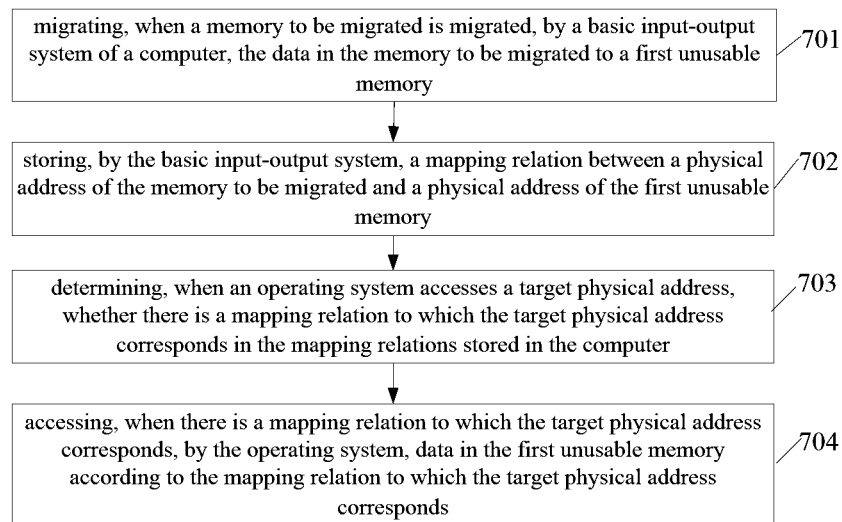 migrating, when a memory to be migrated is migrated, by a basic input-output
system of a computer, the data in the memory to be migrated to a first unusable
memory
701
storing, by the basic input-output system, a mapping relation between a physical
address of the memory to be migrated and a physical address of the first unusable
memory
702
determining, when an operating system accesses a target physical address,
whether there is a mapping relation to which the target physical address
corresponds in the mapping relations stored in the computer
703
accessing, when there is a mapping relation to which the target physical address
corresponds, by the operating system, data in the first unusable memory
according to the mapping relation to which the target physical address
corresponds
704